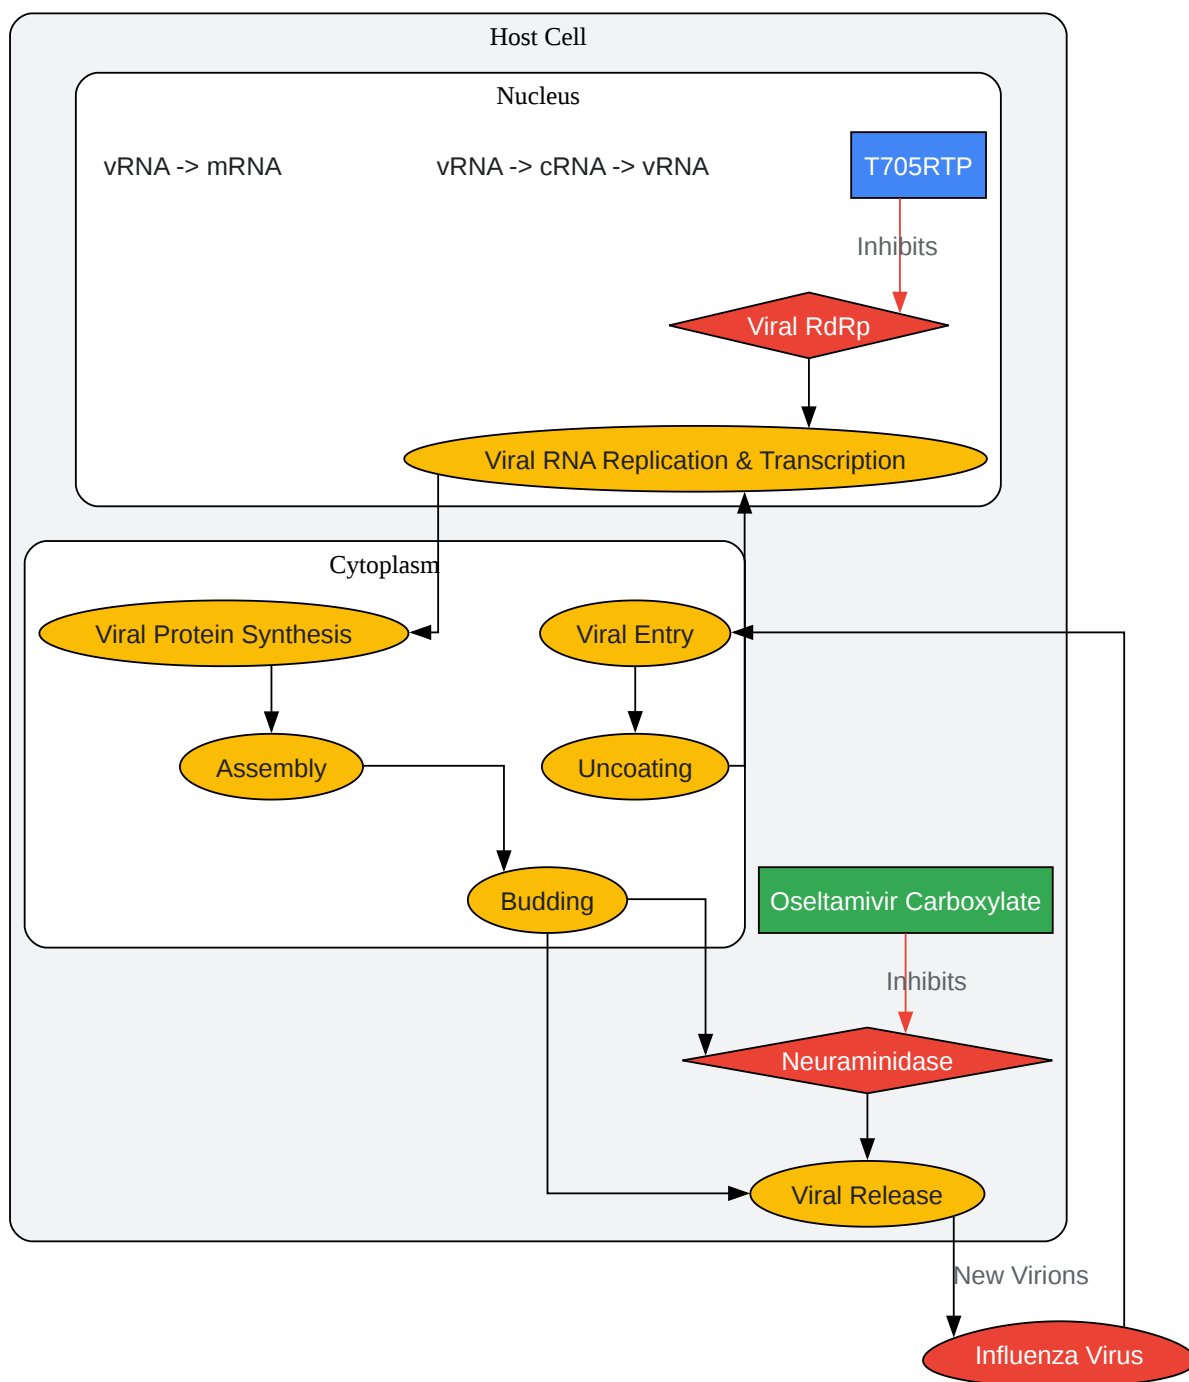 Host Cell
Nucleus
vRNA -> mRNA
vRNA -> cRNA -> vRNA
T705RTP
Inhibits
Viral RdRp
Viral RNA Replication & Transcription
Cytoplasm
Viral Protein Synthesis
Viral Entry
Assembly
Uncoating
Budding
Oseltamivir Carboxylate
Inhibits
Neuraminidase
Viral Release
New Virions
Influenza Virus